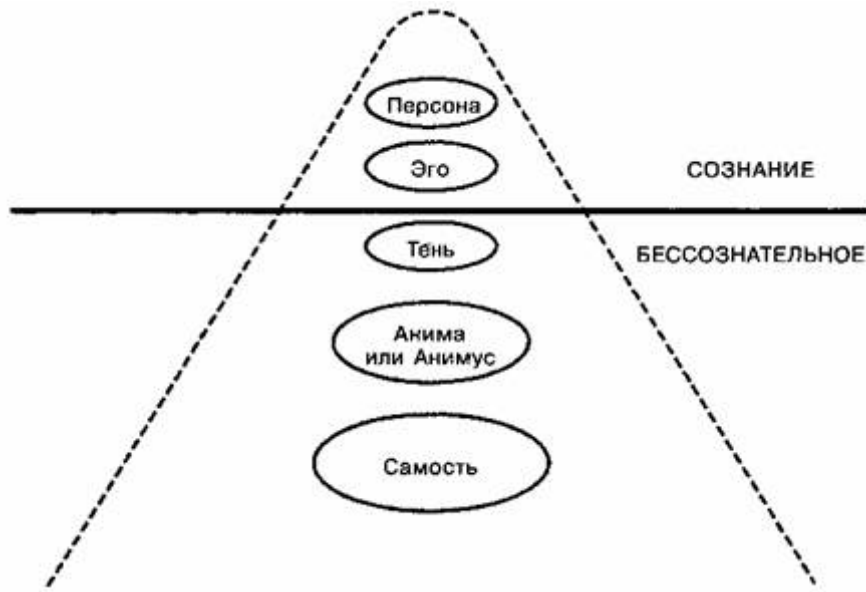 Персона
Эго
СОЗНАНИЕ
Тень
БЕССОЗНАТЕЛЬНОЕ
Анима
или Анимус
Самость